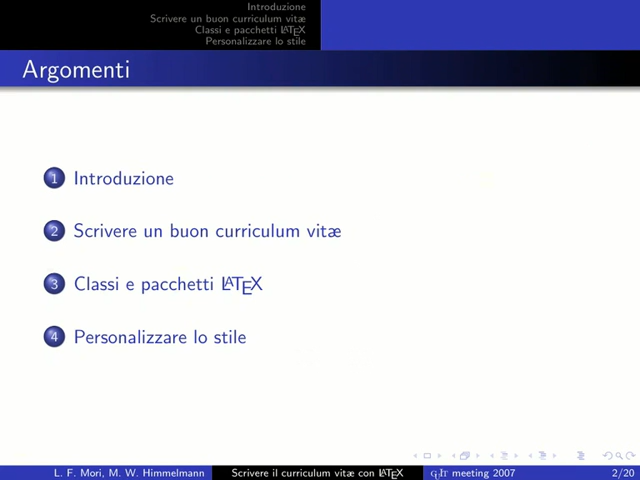 Introduzione
Scrivere un buon curriculum vitæ
Classi e pacchetti LATEX
Personalizzare lo stile
Argomenti
1 Introduzione
2 Scrivere un buon curriculum vitæ
3 Classi e pacchetti LATEX
4 Personalizzare lo stile
L. F. Mori, M. W. Himmelmann Scrivere il curriculum vitæ con LATEX GuIT meeting 2007 2/20